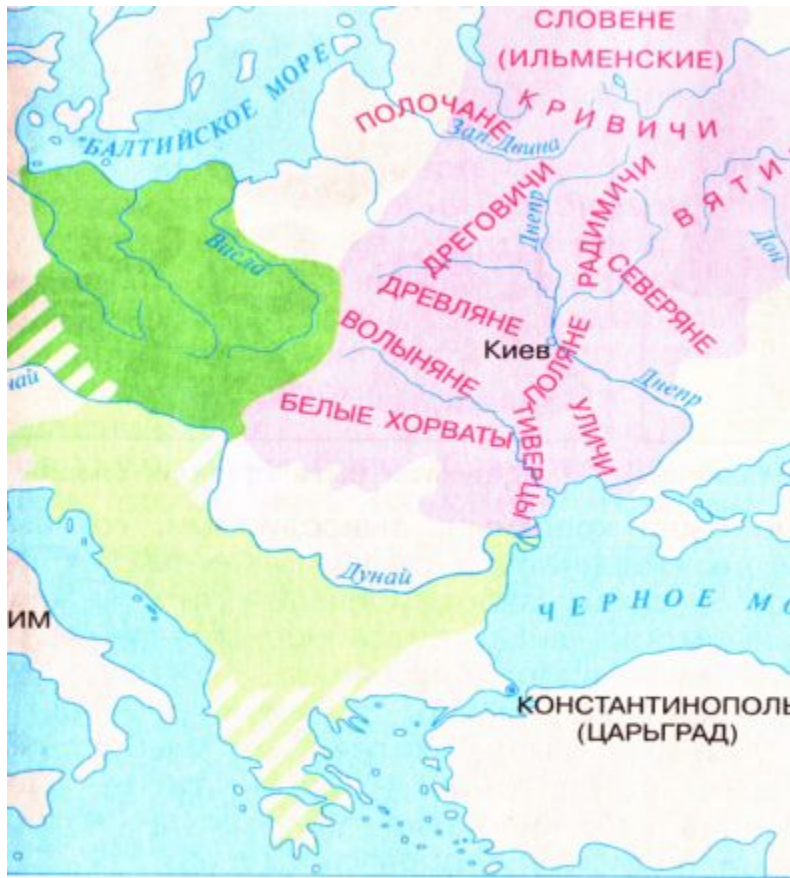 СЛОВЕНЕ
(ИЛЬМЕНСКИЕ)
БАЛТИЙСКОЕ МОРЕ
ПОЛОЧАНЕ
КРИВИЧИ
Зап. Двина
ДРЕГОВИЧИ
Днепр
РАДИМИЧИ
ВЯТИ
Дон
Висла
СЕВЕРЯНЕ
ДРЕВЛЯНЕ
ВОЛЫНЯНЕ
Киев
ПОЛЯНЕ
Днепр
най
БЕЛЫЕ ХОРВАТЫ
ТИВЕРЦЫ
УЛИЧИ
Дунай
ЧЕРНОЕ МО
ИМ
КОНСТАНТИНОПОЛЬ
(ЦАРЬГРАД)